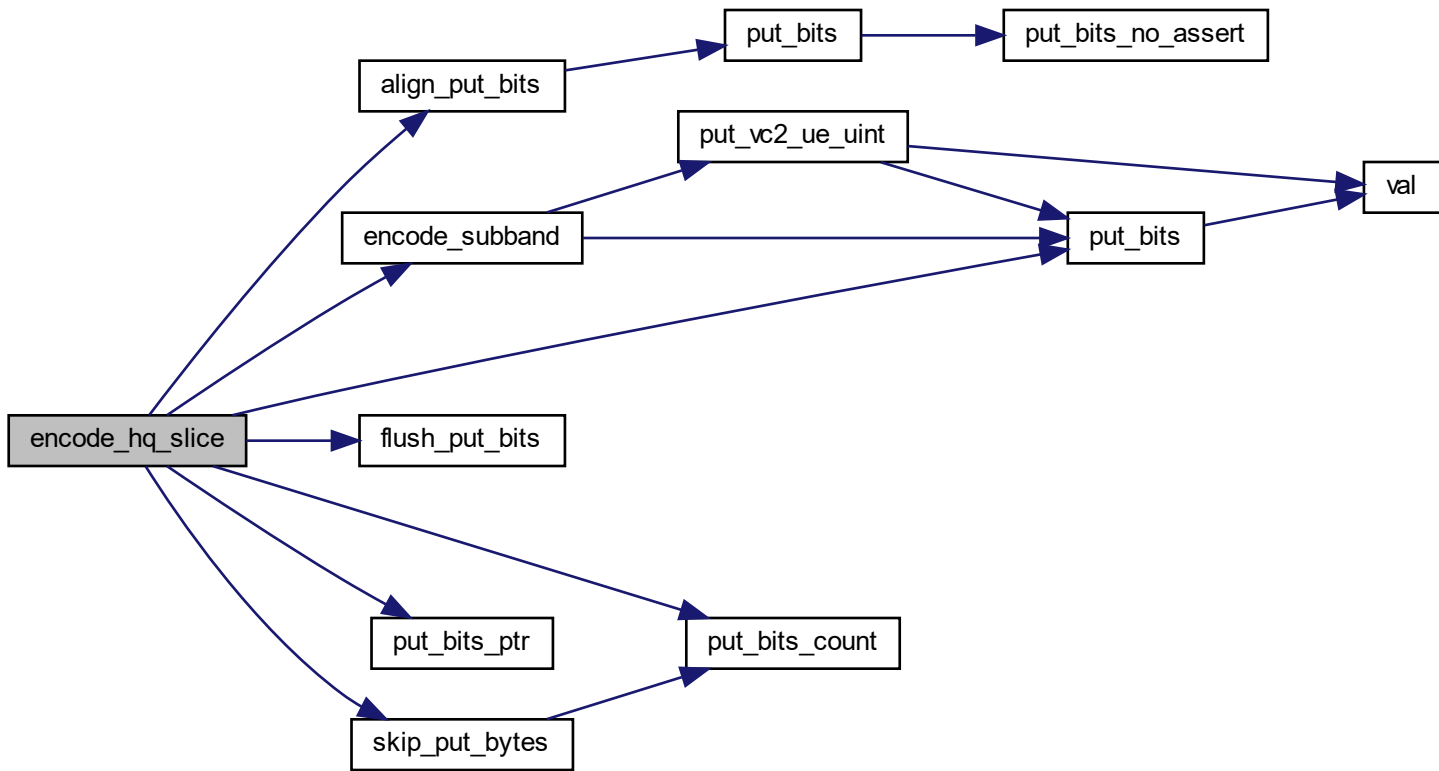 put_bits
put_bits_no_assert
align_put_bits
put_vc2_ue_uint
val
encode_subband
put_bits
encode_hq_slice
flush_put_bits
put_bits_ptr
put_bits_count
skip_put_bytes